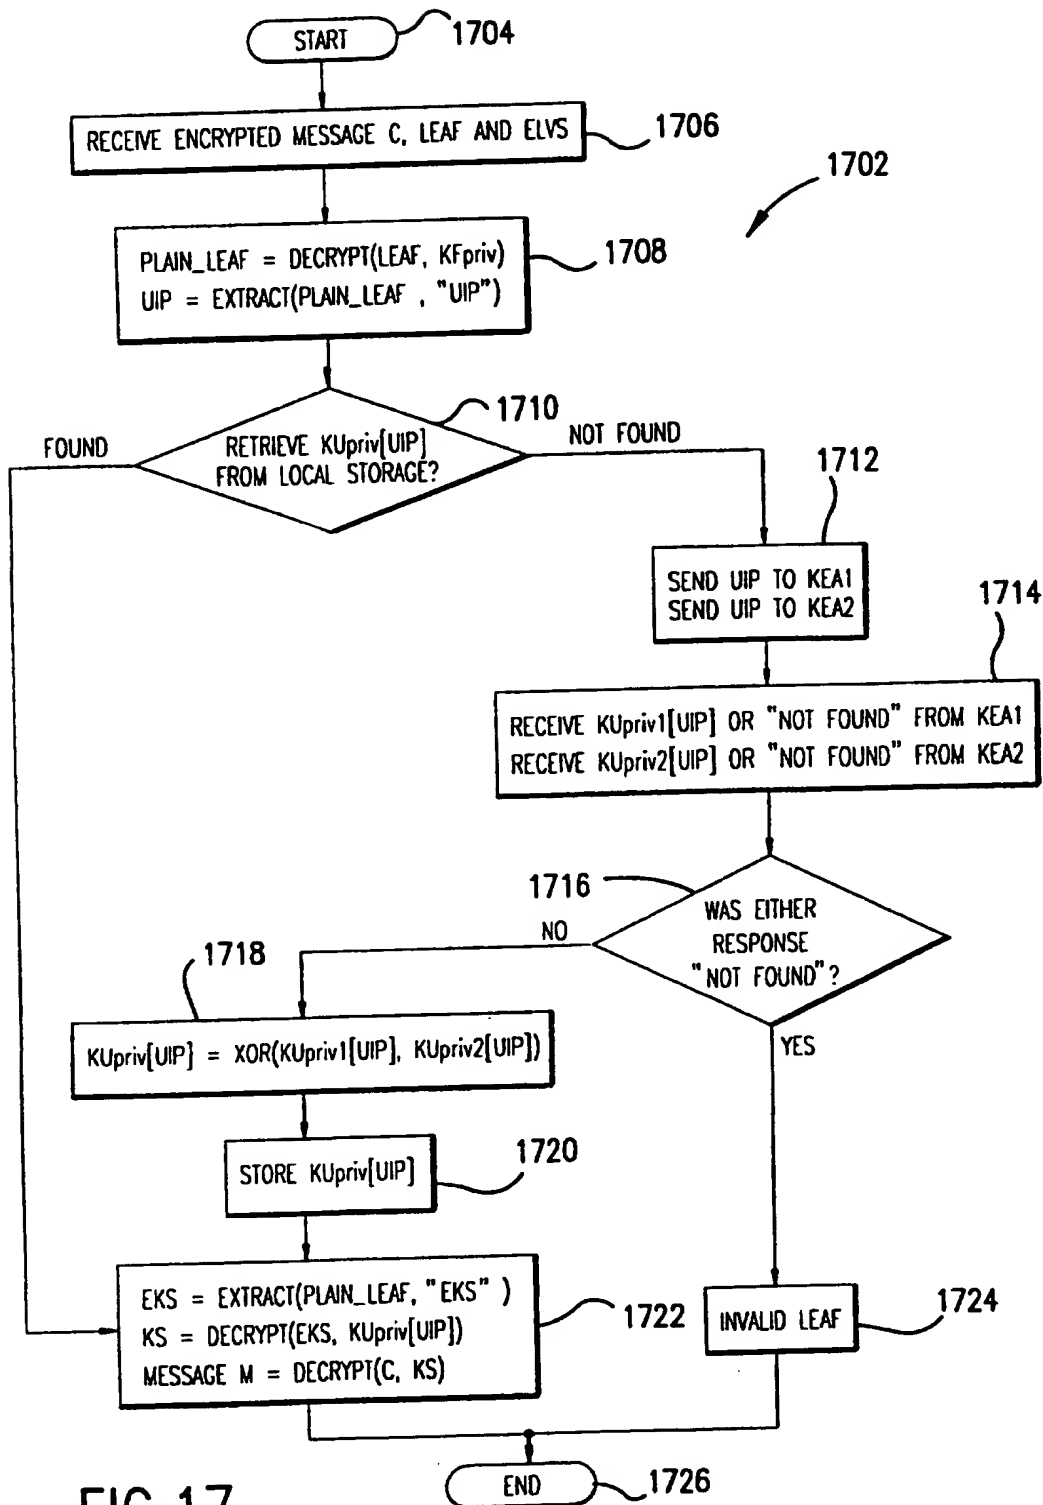 START
1704
RECEIVE ENCRYPTED MESSAGE C, LEAF AND ELVS
1706
1702
PLAIN_LEAF = DECRYPT(LEAF, KFpriv)
UIP = EXTRACT(PLAIN_LEAF , "UIP")
1708
1710
RETRIEVE KUpriv[UIP]
FROM LOCAL STORAGE?
FOUND
NOT FOUND
1712
SEND UIP TO KEA1
SEND UIP TO KEA2
1714
RECEIVE KUpriv1[UIP] OR "NOT FOUND" FROM KEA1
RECEIVE KUpriv2[UIP] OR "NOT FOUND" FROM KEA2
1716
WAS EITHER
RESPONSE
"NOT FOUND"?
NO
YES
1718
KUpriv[UIP] = XOR(KUpriv1[UIP], KUpriv2[UIP])
1720
STORE KUpriv[UIP]
EKS = EXTRACT(PLAIN_LEAF, "EKS" )
KS = DECRYPT(EKS, KUpriv[UIP])
MESSAGE M = DECRYPT(C, KS)
1722
INVALID LEAF
1724
END
1726
FIG. 17